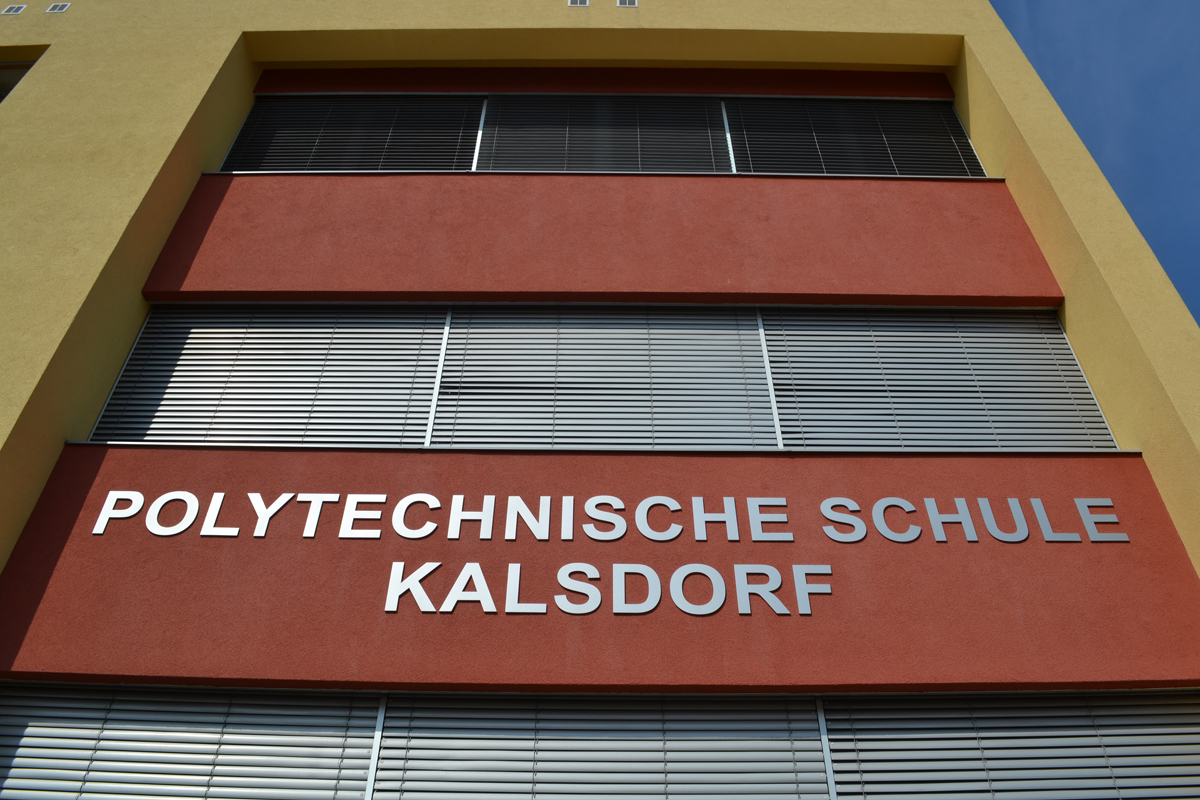 POLYTECHNISCHE SCHULE
KALSDORF